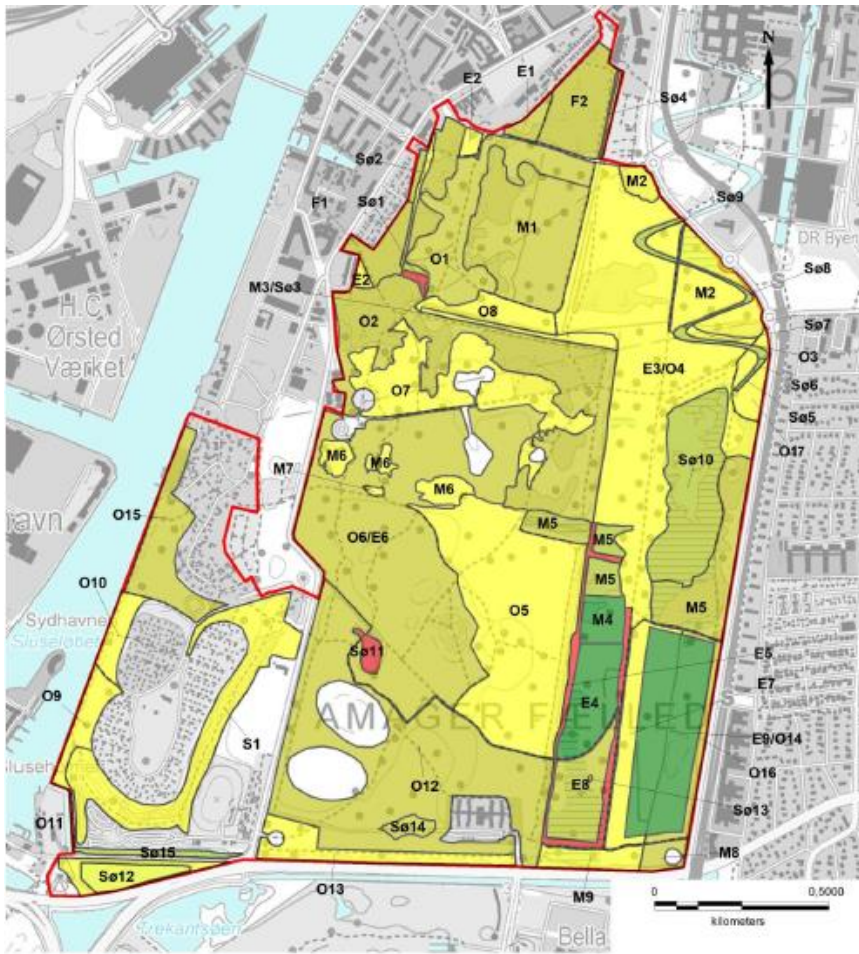 N
E2
E1
F2
Sø4
Sø2
M2
Sø9
F1
Sø1
DR Byen
O1
M1
M2
Sø8
M3/Sø3
E2
H.C
Ørsted
Værket
O8
Sø7
O2
O3
E3/O4
Sø6
O7
Sø5
O17
M6
M6
Sø10
M7
M6
O15
M5
M5
O6/E6
M5
O10
O5
M4
M5
Sydhavne
Sluseløbet
Sø11
E5
E7
O9
E4
AMAGER FÆLLED
S1
E9/O14
O16
O12
E8
Sø13
O11
Sø14
Sø15
M8
Sø12
O13
M9
Trekantsøen
Bella
0
0,5000
kilometers